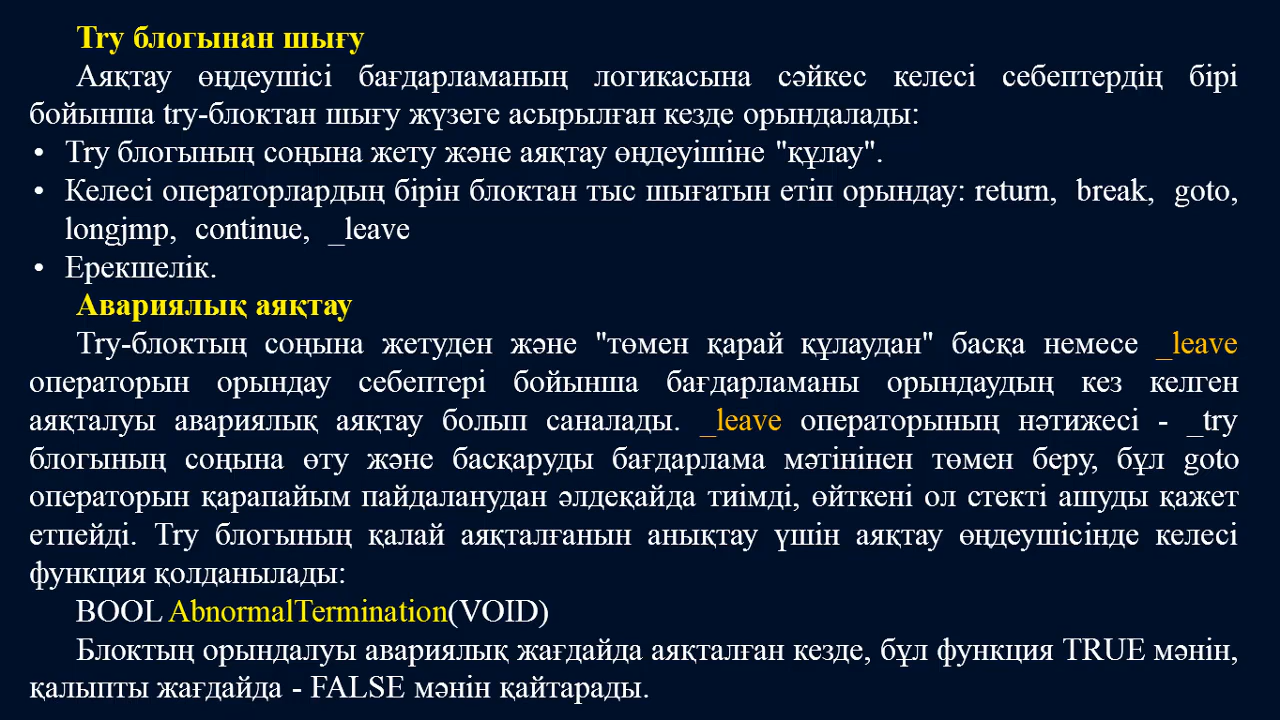 Try блогынан шығу
Аяқтау өңдеушісі бағдарламаның логикасына сәйкес келесі себептердің бірі
бойынша try-блоктан шығу жүзеге асырылған кезде орындалады:
• Try блогының соңына жету және аяқтау өңдеуішіне "құлау".
• Келесі операторлардың бірін блоктан тыс шығатын етіп орындау: return, break, goto,
longjmp, continue, _leave
• Ерекшелік.
Авариялық аяқтау
Try-блоктың соңына жетуден және "төмен қарай құлаудан" басқа немесе _leave
операторын орындау себептері бойынша бағдарламаны орындаудың кез келген
аяқталуы авариялық аяқтау болып саналады. _leave операторының нәтижесі - _try
блогының соңына өту және басқаруды бағдарлама мәтінінен төмен беру, бұл goto
операторын қарапайым пайдаланудан әлдеқайда тиімді, өйткені ол стекті ашуды қажет
етпейді. Try блогының қалай аяқталғанын анықтау үшін аяқтау өңдеушісінде келесі
функция қолданылады:
BOOL AbnormalTermination(VOID)
Блоктың орындалуы авариялық жағдайда аяқталған кезде, бұл функция TRUE мәнін,
қалыпты жағдайда - FALSE мәнін қайтарады.